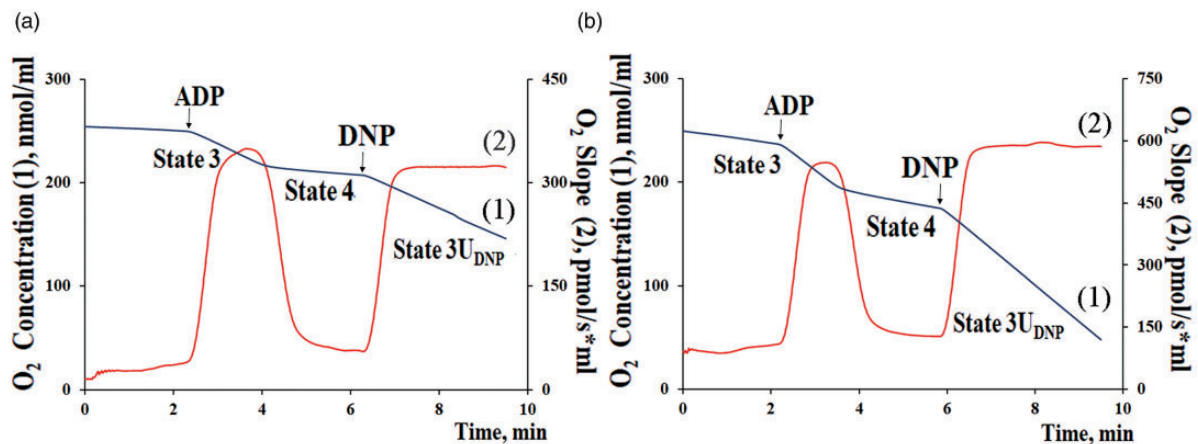 (a)
O₂ Concentration (1), nmol/ml
300
200
100
0
450
300
150
0
O₂ Slope (2), pmol/s*ml
0
2
4
6
8
10
Time, min
ADP
State 3
State 4
DNP
State 3U_DNP
(2)
(1)
(b)
O₂ Concentration (1), nmol/ml
300
200
100
0
750
600
450
300
150
0
O₂ Slope (2), pmol/s*ml
0
2
4
6
8
10
Time, min
ADP
State 3
State 4
DNP
State 3U_DNP
(2)
(1)